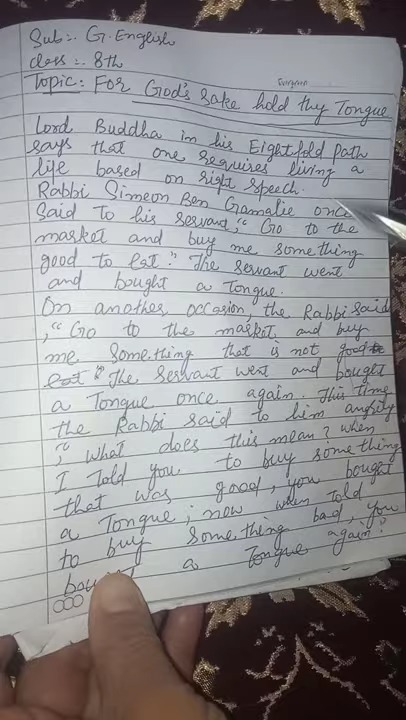 Sub:- G. English
class :- 8th
Topic: For God's sake hold thy Tongue
Lord Buddha in his Eightfold Path
says that one requires living a
life based on right speech.
Rabbi Simeon Ben Gamalie once
said to his servant, "Go to the
market and buy me something
good to eat." The servant went
and bought a Tongue.
On another occasion, the Rabbi said
, "Go to the market and buy
me something that is not good to
eat". The servant went and bought
a Tongue once again. This time
the Rabbi said to him angrily
, "What does this mean? when
I told you to buy something
that was good, you bought
a Tongue; now when told
to buy something bad, you
a Tongue again?